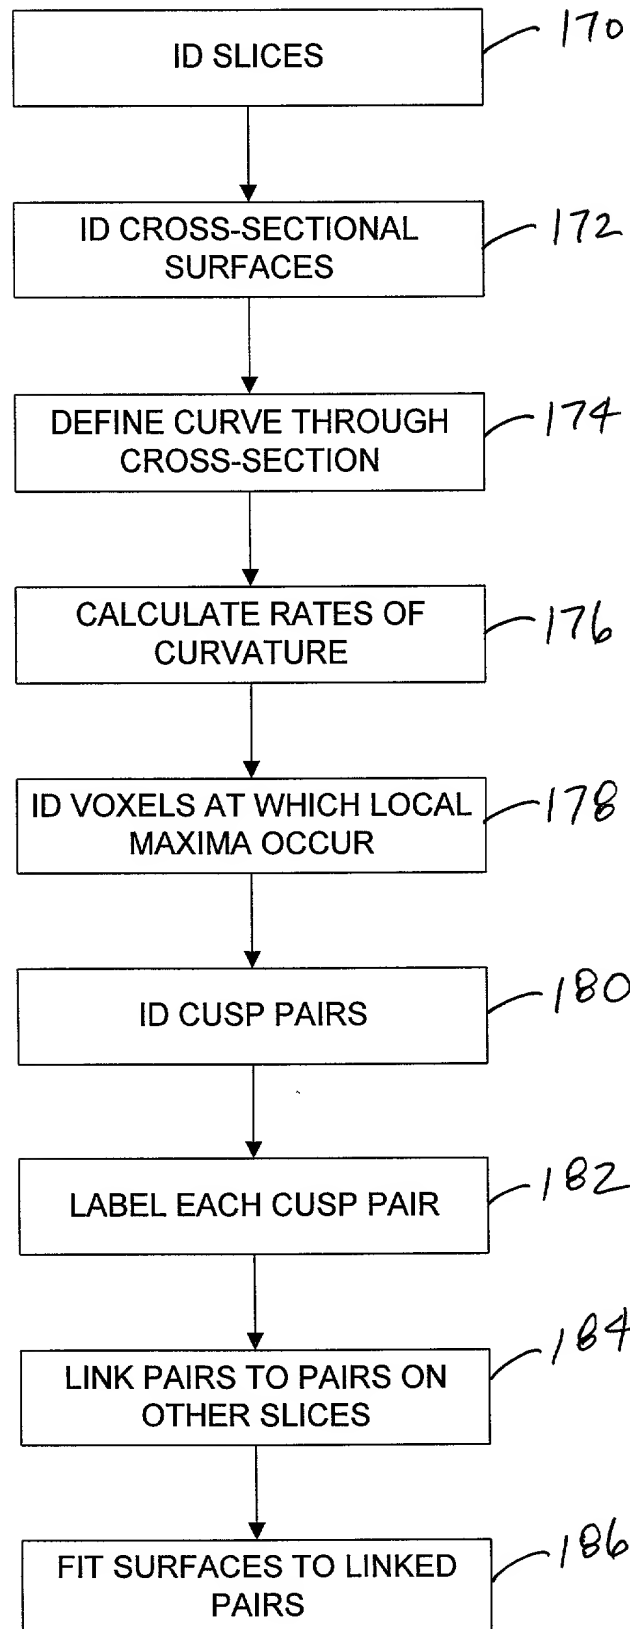 ID SLICES
170
ID CROSS-SECTIONAL
SURFACES
172
DEFINE CURVE THROUGH
CROSS-SECTION
174
CALCULATE RATES OF
CURVATURE
176
ID VOXELS AT WHICH LOCAL
MAXIMA OCCUR
178
ID CUSP PAIRS
180
LABEL EACH CUSP PAIR
182
LINK PAIRS TO PAIRS ON
OTHER SLICES
184
FIT SURFACES TO LINKED
PAIRS
186